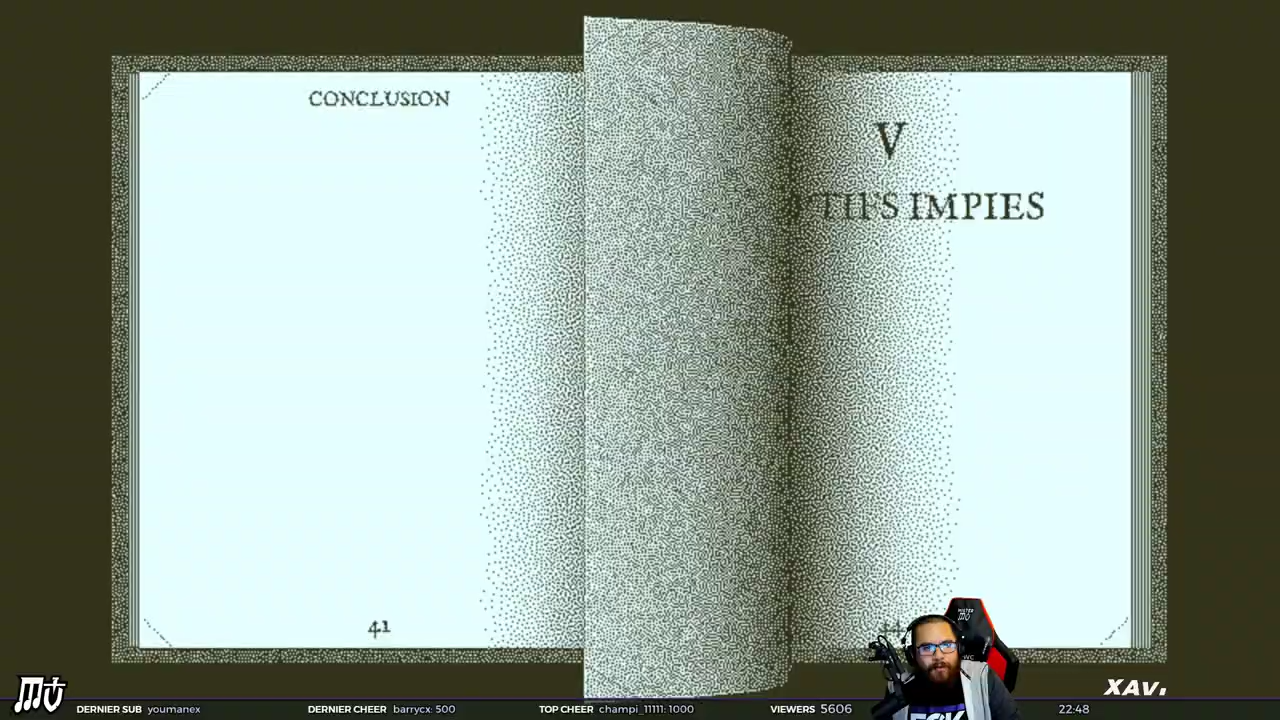 CONCLUSION
V
IMPIES
41
DERNIER SUB youmanex
DERNIER CHEER barrycx: 500
TOP CHEER champi_11111: 1000
VIEWERS 5606
XAV.
22:48